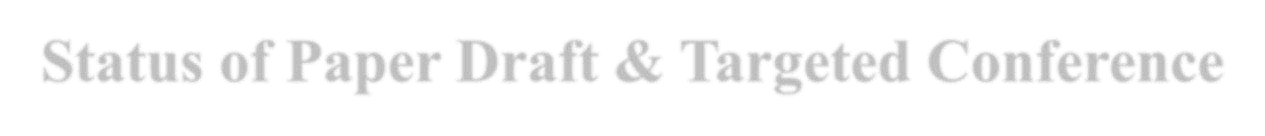 Status of Paper Draft & Targeted Conference